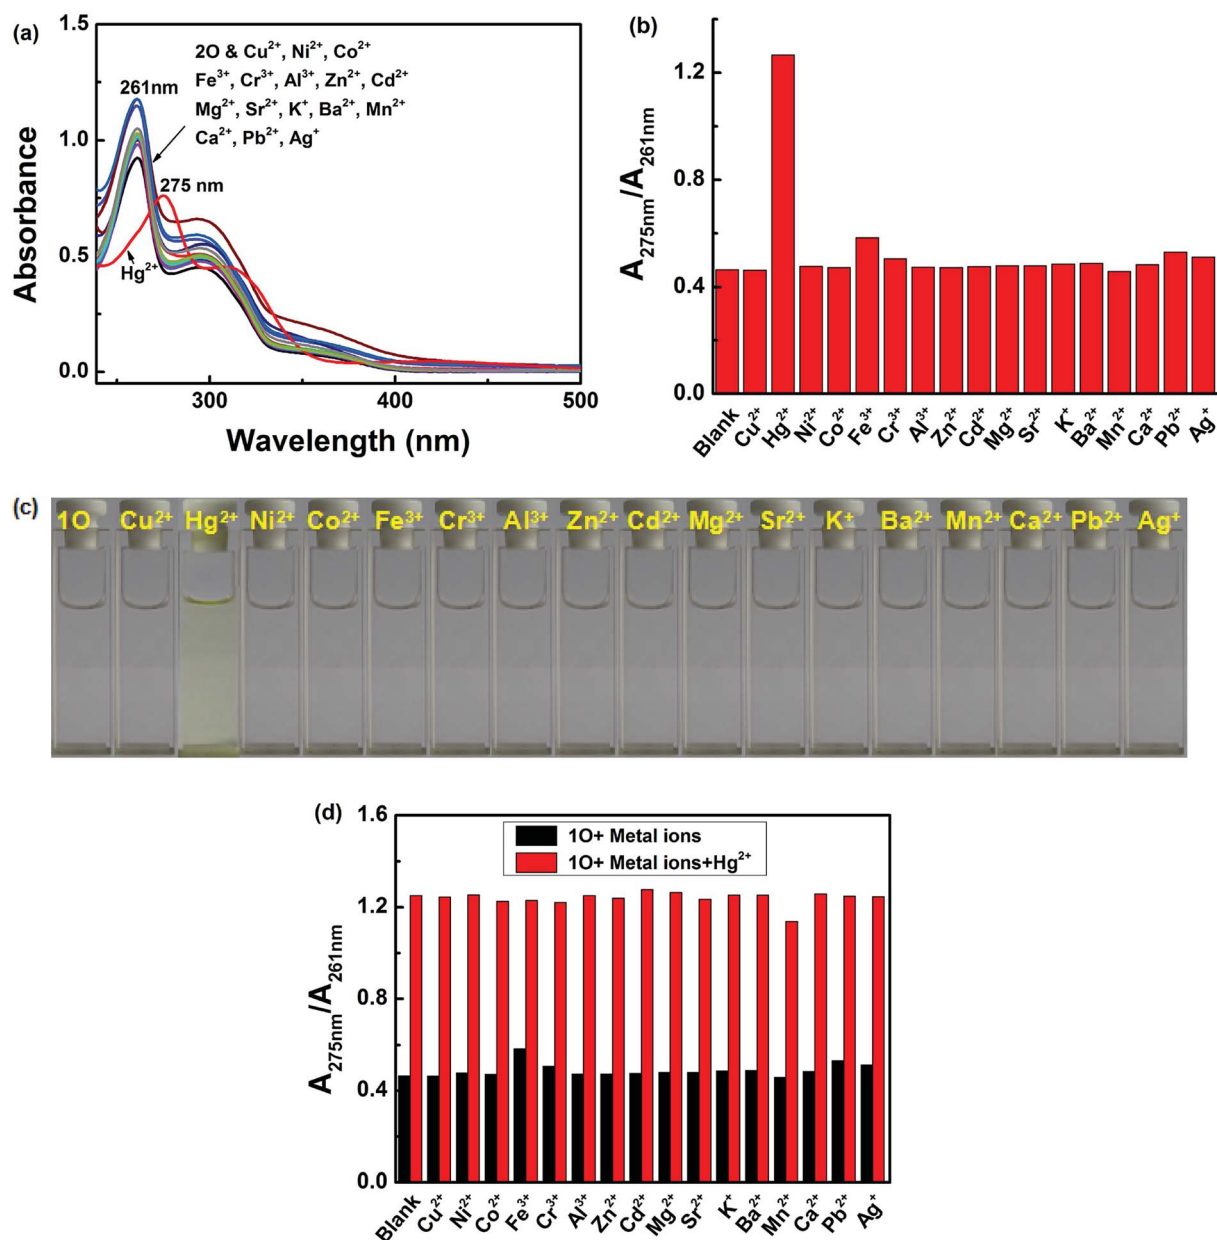 (a)
1.5
1.0
0.5
0.0
Absorbance
2O & Cu²⁺, Ni²⁺, Co²⁺
Fe³⁺, Cr³⁺, Al³⁺, Zn²⁺, Cd²⁺
Mg²⁺, Sr²⁺, K⁺, Ba²⁺, Mn²⁺
Ca²⁺, Pb²⁺, Ag⁺
261nm
275 nm
Hg²⁺
300 400 500
Wavelength (nm)
(b)
1.2
0.8
0.4
0.0
A275nm/A261nm
Blank Cu²⁺ Hg²⁺ Ni²⁺ Co²⁺ Fe³⁺ Cr³⁺ Al³⁺ Zn²⁺ Cd²⁺ Mg²⁺ Sr²⁺ K⁺ Ba²⁺ Mn²⁺ Ca²⁺ Pb²⁺ Ag⁺
(c)
1O Cu²⁺ Hg²⁺ Ni²⁺ Co²⁺ Fe³⁺ Cr³⁺ Al³⁺ Zn²⁺ Cd²⁺ Mg²⁺ Sr²⁺ K⁺ Ba²⁺ Mn²⁺ Ca²⁺ Pb²⁺ Ag⁺
(d)
1.6
1.2
0.8
0.4
0.0
A275nm/A261nm
1O+ Metal ions
1O+ Metal ions+Hg²⁺
Blank Cu²⁺ Ni²⁺ Co²⁺ Fe³⁺ Cr³⁺ Al³⁺ Zn²⁺ Cd²⁺ Mg²⁺ Sr²⁺ K⁺ Ba²⁺ Mn²⁺ Ca²⁺ Pb²⁺ Ag⁺